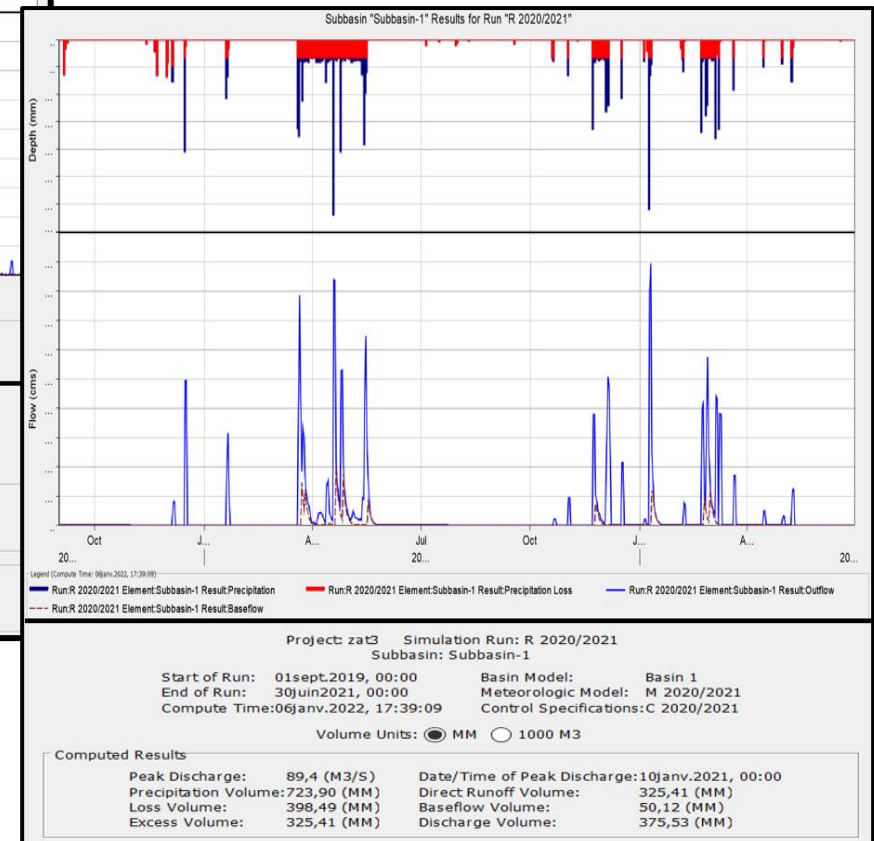 Subbasin "Subbasin-1" Results for Run "R 2020/2021"
Depth (mm)
Flow (cms)
Oct J... A... Jul Oct J... A...
20... 20... 20...
Legend (Compute Time: 06janv.2022, 17:39:09)
Run:R 2020/2021 Element:Subbasin-1 Result:Precipitation Run:R 2020/2021 Element:Subbasin-1 Result:Precipitation Loss Run:R 2020/2021 Element:Subbasin-1 Result:Outflow
Run:R 2020/2021 Element:Subbasin-1 Result:Baseflow
Project: zat3 Simulation Run: R 2020/2021
Subbasin: Subbasin-1
Start of Run: 01sept.2019, 00:00 Basin Model: Basin 1
End of Run: 30juin2021, 00:00 Meteorologic Model: M 2020/2021
Compute Time:06janv.2022, 17:39:09 Control Specifications:C 2020/2021
Volume Units: MM 1000 M3
Computed Results
Peak Discharge: 89,4 (M3/S) Date/Time of Peak Discharge:10janv.2021, 00:00
Precipitation Volume:723,90 (MM) Direct Runoff Volume: 325,41 (MM)
Loss Volume: 398,49 (MM) Baseflow Volume: 50,12 (MM)
Excess Volume: 325,41 (MM) Discharge Volume: 375,53 (MM)